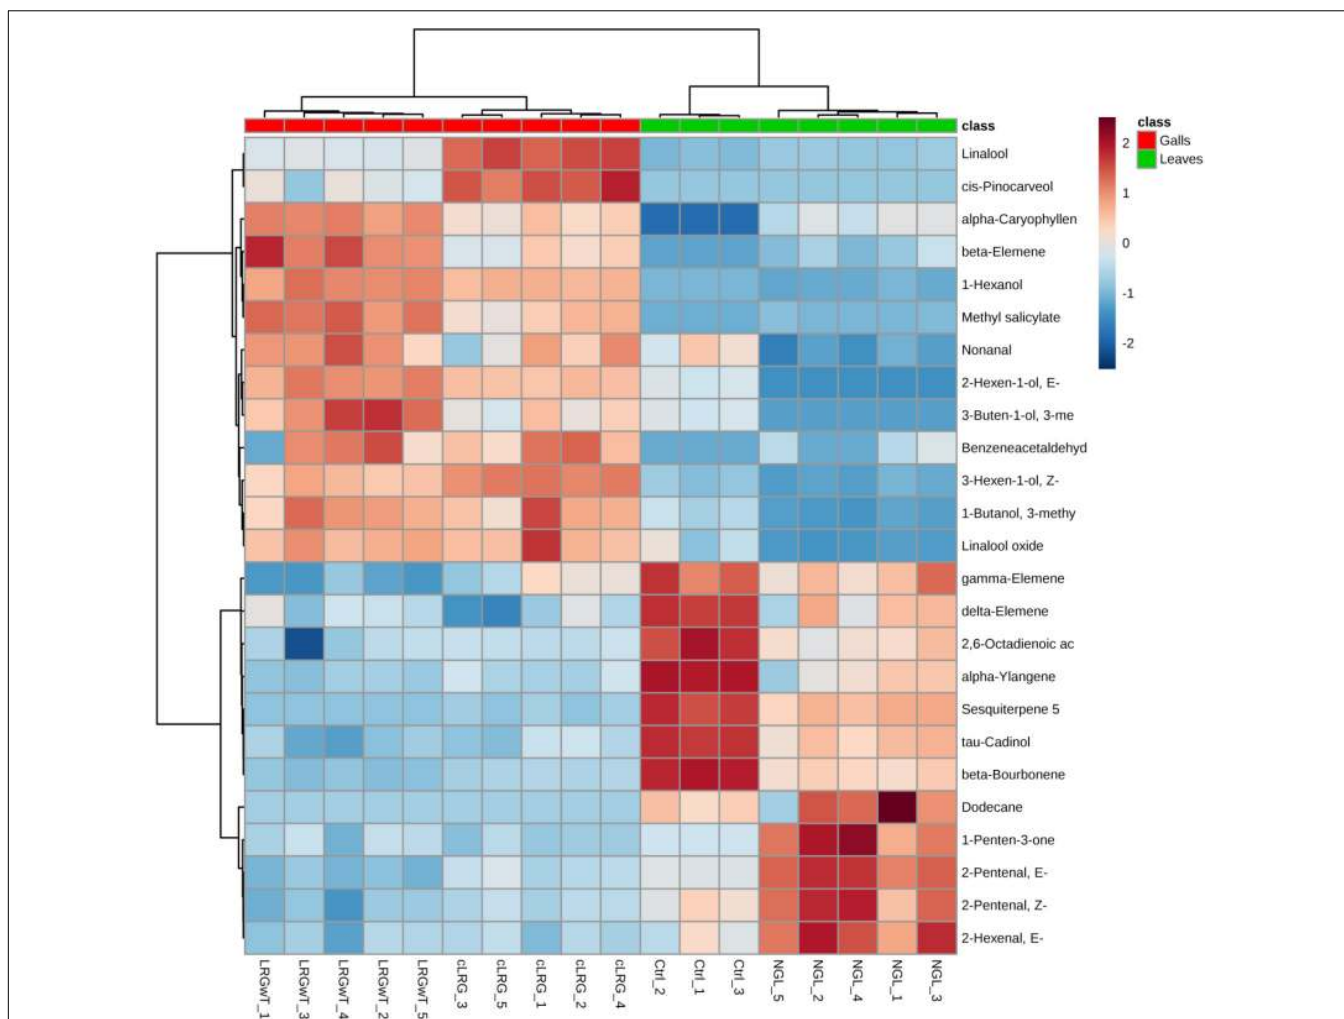 class
Linalool
cis-Pinocarveol
alpha-Caryophyllen
beta-Elemene
1-Hexanol
Methyl salicylate
Nonanal
2-Hexen-1-ol, E-
3-Buten-1-ol, 3-me
Benzeneacetaldehyd
3-Hexen-1-ol, Z-
1-Butanol, 3-methy
Linalool oxide
gamma-Elemene
delta-Elemene
2,6-Octadienoic ac
alpha-Ylangene
Sesquiterpene 5
tau-Cadinol
beta-Bourbonene
Dodecane
1-Penten-3-one
2-Pentenal, E-
2-Pentenal, Z-
2-Hexenal, E-
2
1
0
-1
-2
class
Galls
Leaves
LRGwT_1
LRGwT_3
LRGwT_4
LRGwT_2
LRGwT_5
cLRG_3
cLRG_5
cLRG_1
cLRG_2
cLRG_4
Ctrl_2
Ctrl_1
Ctrl_3
NGL_5
NGL_2
NGL_4
NGL_1
NGL_3